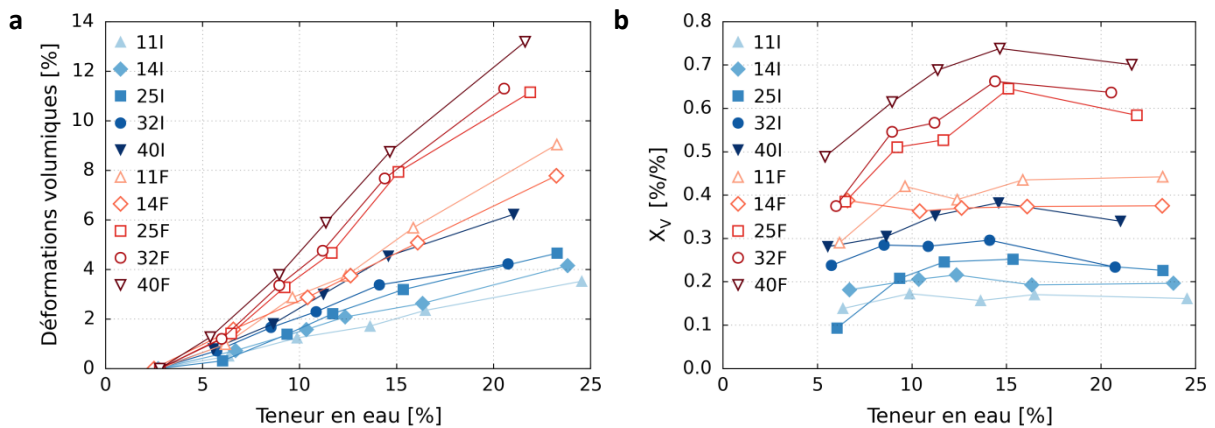 a
Déformations volumiques [%]
14
12
10
8
6
4
2
0
11I
14I
25I
32I
40I
11F
14F
25F
32F
40F
0 5 10 15 20 25
Teneur en eau [%]
b
X_V [%/%]
0.8
0.7
0.6
0.5
0.4
0.3
0.2
0.1
0.0
11I
14I
25I
32I
40I
11F
14F
25F
32F
40F
0 5 10 15 20 25
Teneur en eau [%]